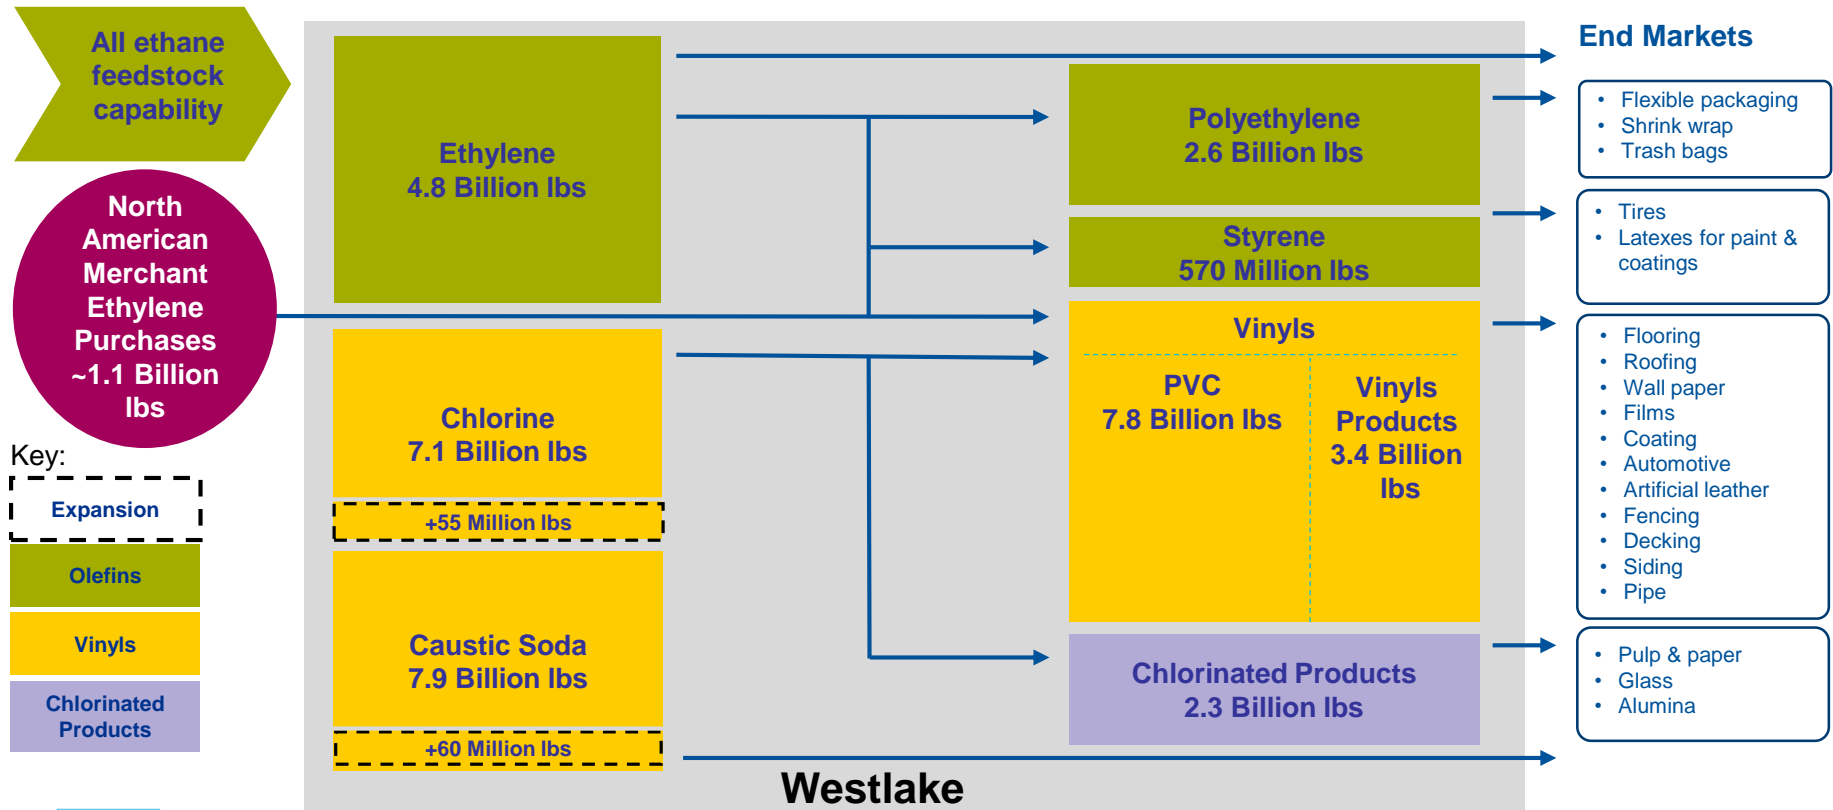 All ethane
feedstock
capability
North
American
Merchant
Ethylene
Purchases
~1.1 Billion
lbs
Key:
Expansion
Olefins
Vinyls
Chlorinated
Products
Ethylene
4.8 Billion lbs
Chlorine
7.1 Billion lbs
+55 Million lbs
Caustic Soda
7.9 Billion lbs
+60 Million lbs
Polyethylene
2.6 Billion lbs
Styrene
570 Million lbs
Vinyls
PVC
7.8 Billion lbs
Vinyls
Products
3.4 Billion
lbs
Chlorinated Products
2.3 Billion lbs
Westlake
End Markets
• Flexible packaging
• Shrink wrap
• Trash bags
• Tires
• Latexes for paint &
coatings
• Flooring
• Roofing
• Wall paper
• Films
• Coating
• Automotive
• Artificial leather
• Fencing
• Decking
• Siding
• Pipe
• Pulp & paper
• Glass
• Alumina